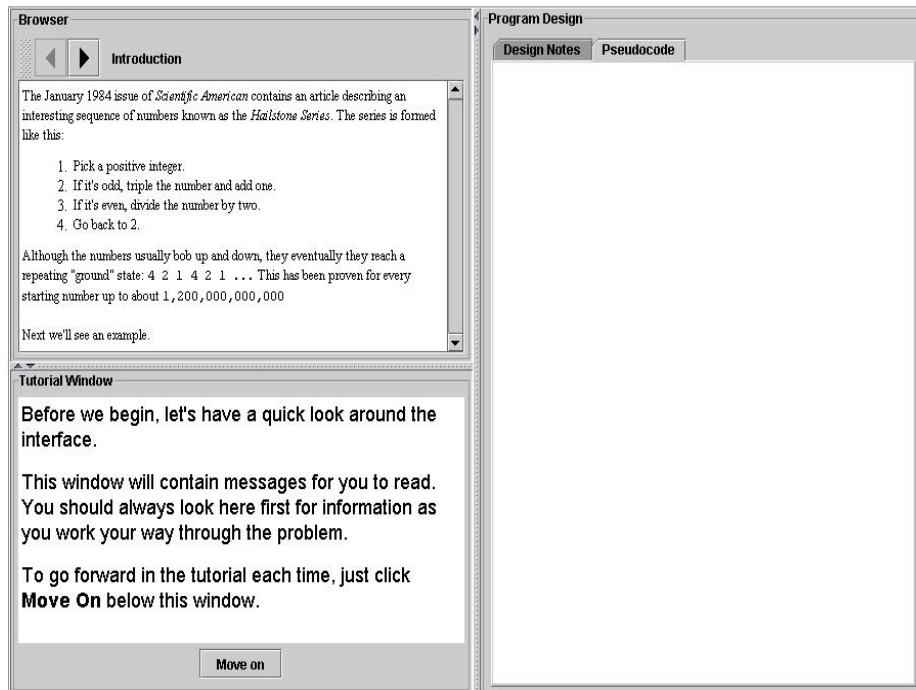 Browser
Introduction
The January 1984 issue of Scientific American contains an article describing an
interesting sequence of numbers known as the Hailstone Series. The series is formed
like this:
1. Pick a positive integer.
2. If it's odd, triple the number and add one.
3. If it's even, divide the number by two.
4. Go back to 2.
Although the numbers usually bob up and down, they eventually they reach a
repeating "ground" state: 4 2 1 4 2 1 ... This has been proven for every
starting number up to about 1,200,000,000,000
Next we'll see an example.
Tutorial Window
Before we begin, let's have a quick look around the
interface.
This window will contain messages for you to read.
You should always look here first for information as
you work your way through the problem.
To go forward in the tutorial each time, just click
Move On below this window.
Move on
Program Design
Design Notes Pseudocode